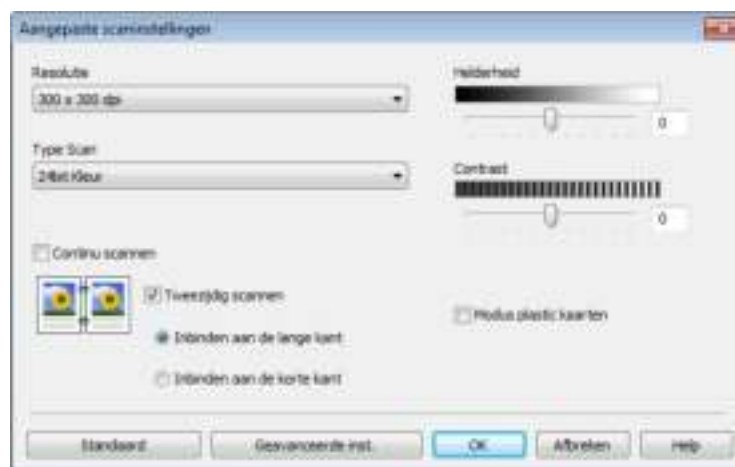 Aangepaste scaninstellingen
Resolutie
300 x 300 dpi
Type Scan
24bit Kleur
Continu scannen
Tweezijdig scannen
Inbinden aan de lange kant
Inbinden aan de korte kant
Helderheid
0
Contrast
0
Modus plastic kaarten
Standaard
Geavanceerde inst.
OK
Afbreken
Help